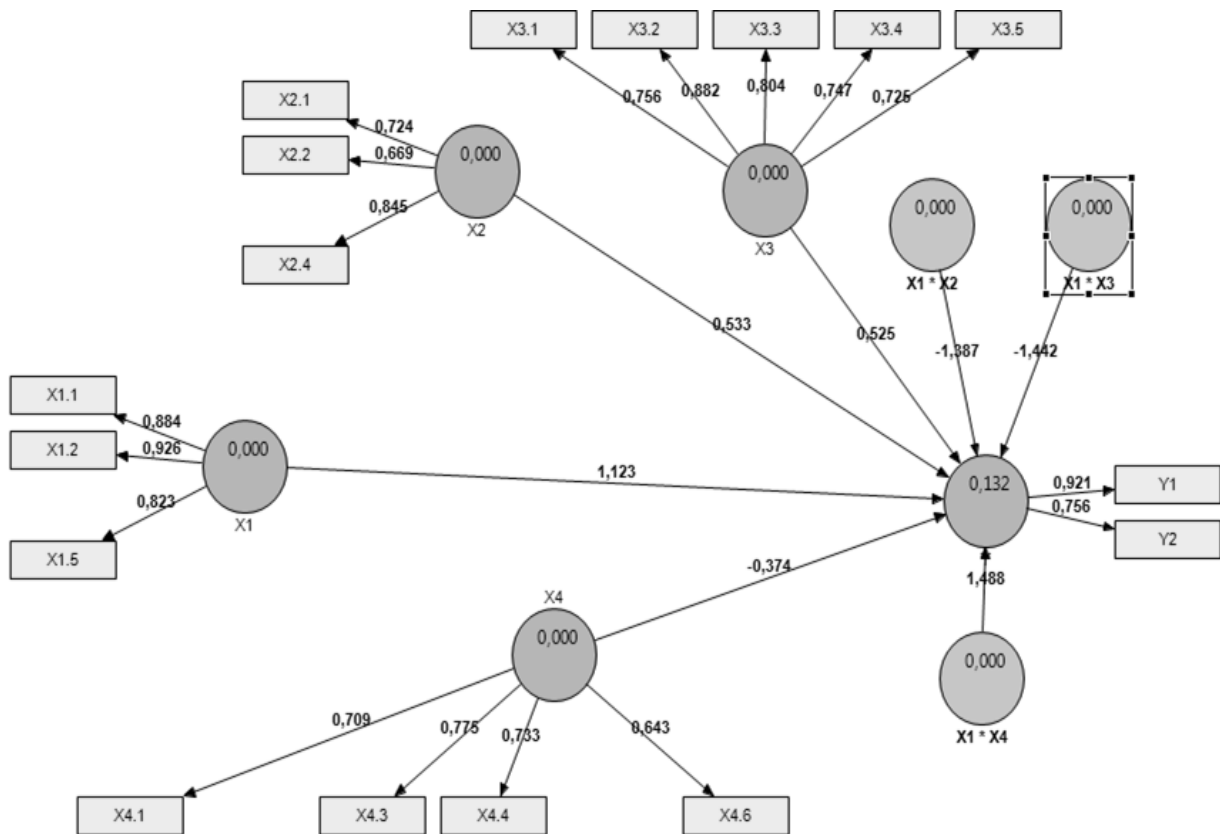 X3.1
X3.2
X3.3
X3.4
X3.5
0,756
0,882
0,804
0,747
0,725
0,000
X3
X2.1
X2.2
X2.4
0,724
0,669
0,845
0,000
X2
0,000
X1 * X2
0,000
X1 * X3
0,533
0,525
-1,387
-1,442
X1.1
X1.2
X1.5
0,884
0,926
0,823
0,000
X1
1,123
0,132
0,921
0,756
Y1
Y2
-0,374
1,488
X4
0,000
0,000
X1 * X4
0,709
0,775
0,733
0,643
X4.1
X4.3
X4.4
X4.6